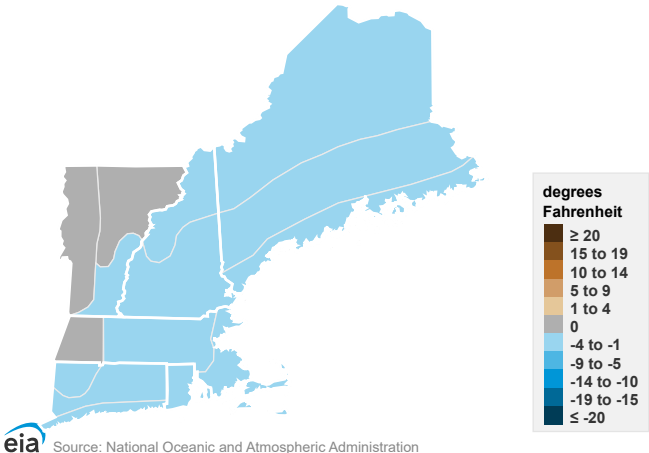 degrees
Fahrenheit
≥ 20
15 to 19
10 to 14
5 to 9
1 to 4
0
-4 to -1
-9 to -5
-14 to -10
-19 to -15
≤ -20
eia
Source: National Oceanic and Atmospheric Administration